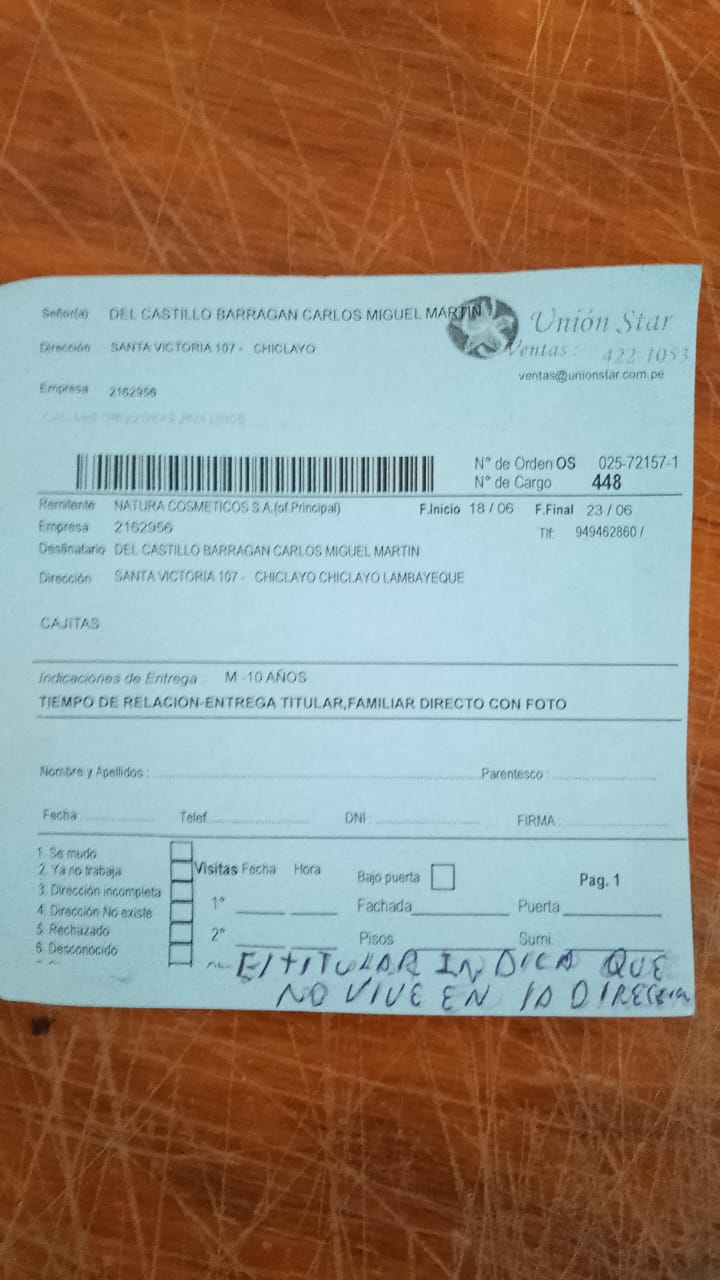 Señor(a) DEL CASTILLO BARRAGAN CARLOS MIGUEL MARTIN
Unión Star
Dirección SANTA VICTORIA 107 - CHICLAYO
Ventas: 422-1053
ventas@unionstar.com.pe
Empresa 2162956
CAL. LAS ORQUIDEAS 2624 LINCE
N° de Orden OS 025-72157-1
N° de Cargo 448
Remitente NATURA COSMETICOS S.A.(of.Principal) F.Inicio 18 / 06 F.Final 23 / 06
Empresa 2162956 Tlf: 949462860 /
Destinatario DEL CASTILLO BARRAGAN CARLOS MIGUEL MARTIN
Dirección SANTA VICTORIA 107 - CHICLAYO CHICLAYO LAMBAYEQUE
CAJITAS
Indicaciones de Entrega : M -10 AÑOS
TIEMPO DE RELACION-ENTREGA TITULAR,FAMILIAR DIRECTO CON FOTO
Nombre y Apellidos : Parentesco :
Fecha : Telef. DNI : FIRMA :
1. Se mudo
2. Ya no trabaja
3. Dirección incompleta
4. Dirección No existe
5. Rechazado
6. Desconocido
Visitas Fecha Hora
1°
2°
Bajo puerta
Pag. 1
Fachada Puerta
Pisos Sumi.
El TITULAR INDICA QUE
NO VIVE EN lA DIRECCIÓN